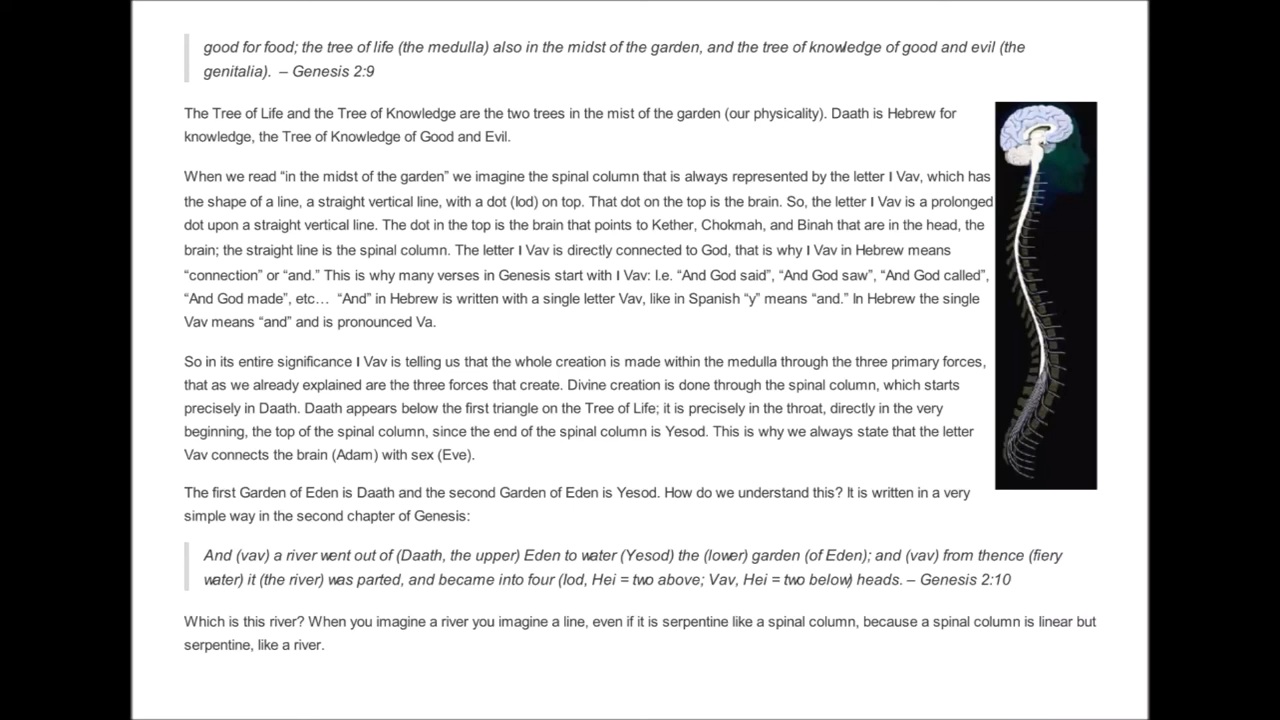 good for food; the tree of life (the medulla) also in the midst of the garden, and the tree of knowledge of good and evil (the
genitalia).  – Genesis 2:9
The Tree of Life and the Tree of Knowledge are the two trees in the mist of the garden (our physicality). Daath is Hebrew for
knowledge, the Tree of Knowledge of Good and Evil.
When we read “in the midst of the garden” we imagine the spinal column that is always represented by the letter I Vav, which has
the shape of a line, a straight vertical line, with a dot (Iod) on top. That dot on the top is the brain. So, the letter I Vav is a prolonged
dot upon a straight vertical line. The dot in the top is the brain that points to Kether, Chokmah, and Binah that are in the head, the
brain; the straight line is the spinal column. The letter I Vav is directly connected to God, that is why I Vav in Hebrew means
“connection” or “and.” This is why many verses in Genesis start with I Vav: I.e. “And God said”, “And God saw”, “And God called”,
“And God made”, etc…  “And” in Hebrew is written with a single letter Vav, like in Spanish “y” means “and.” In Hebrew the single
Vav means “and” and is pronounced Va.
So in its entire significance I Vav is telling us that the whole creation is made within the medulla through the three primary forces,
that as we already explained are the three forces that create. Divine creation is done through the spinal column, which starts
precisely in Daath. Daath appears below the first triangle on the Tree of Life; it is precisely in the throat, directly in the very
beginning, the top of the spinal column, since the end of the spinal column is Yesod. This is why we always state that the letter
Vav connects the brain (Adam) with sex (Eve).
The first Garden of Eden is Daath and the second Garden of Eden is Yesod. How do we understand this? It is written in a very
simple way in the second chapter of Genesis:
And (vav) a river went out of (Daath, the upper) Eden to water (Yesod) the (lower) garden (of Eden); and (vav) from thence (fiery
water) it (the river) was parted, and became into four (Iod, Hei = two above; Vav, Hei = two below) heads. – Genesis 2:10
Which is this river? When you imagine a river you imagine a line, even if it is serpentine like a spinal column, because a spinal column is linear but
serpentine, like a river.